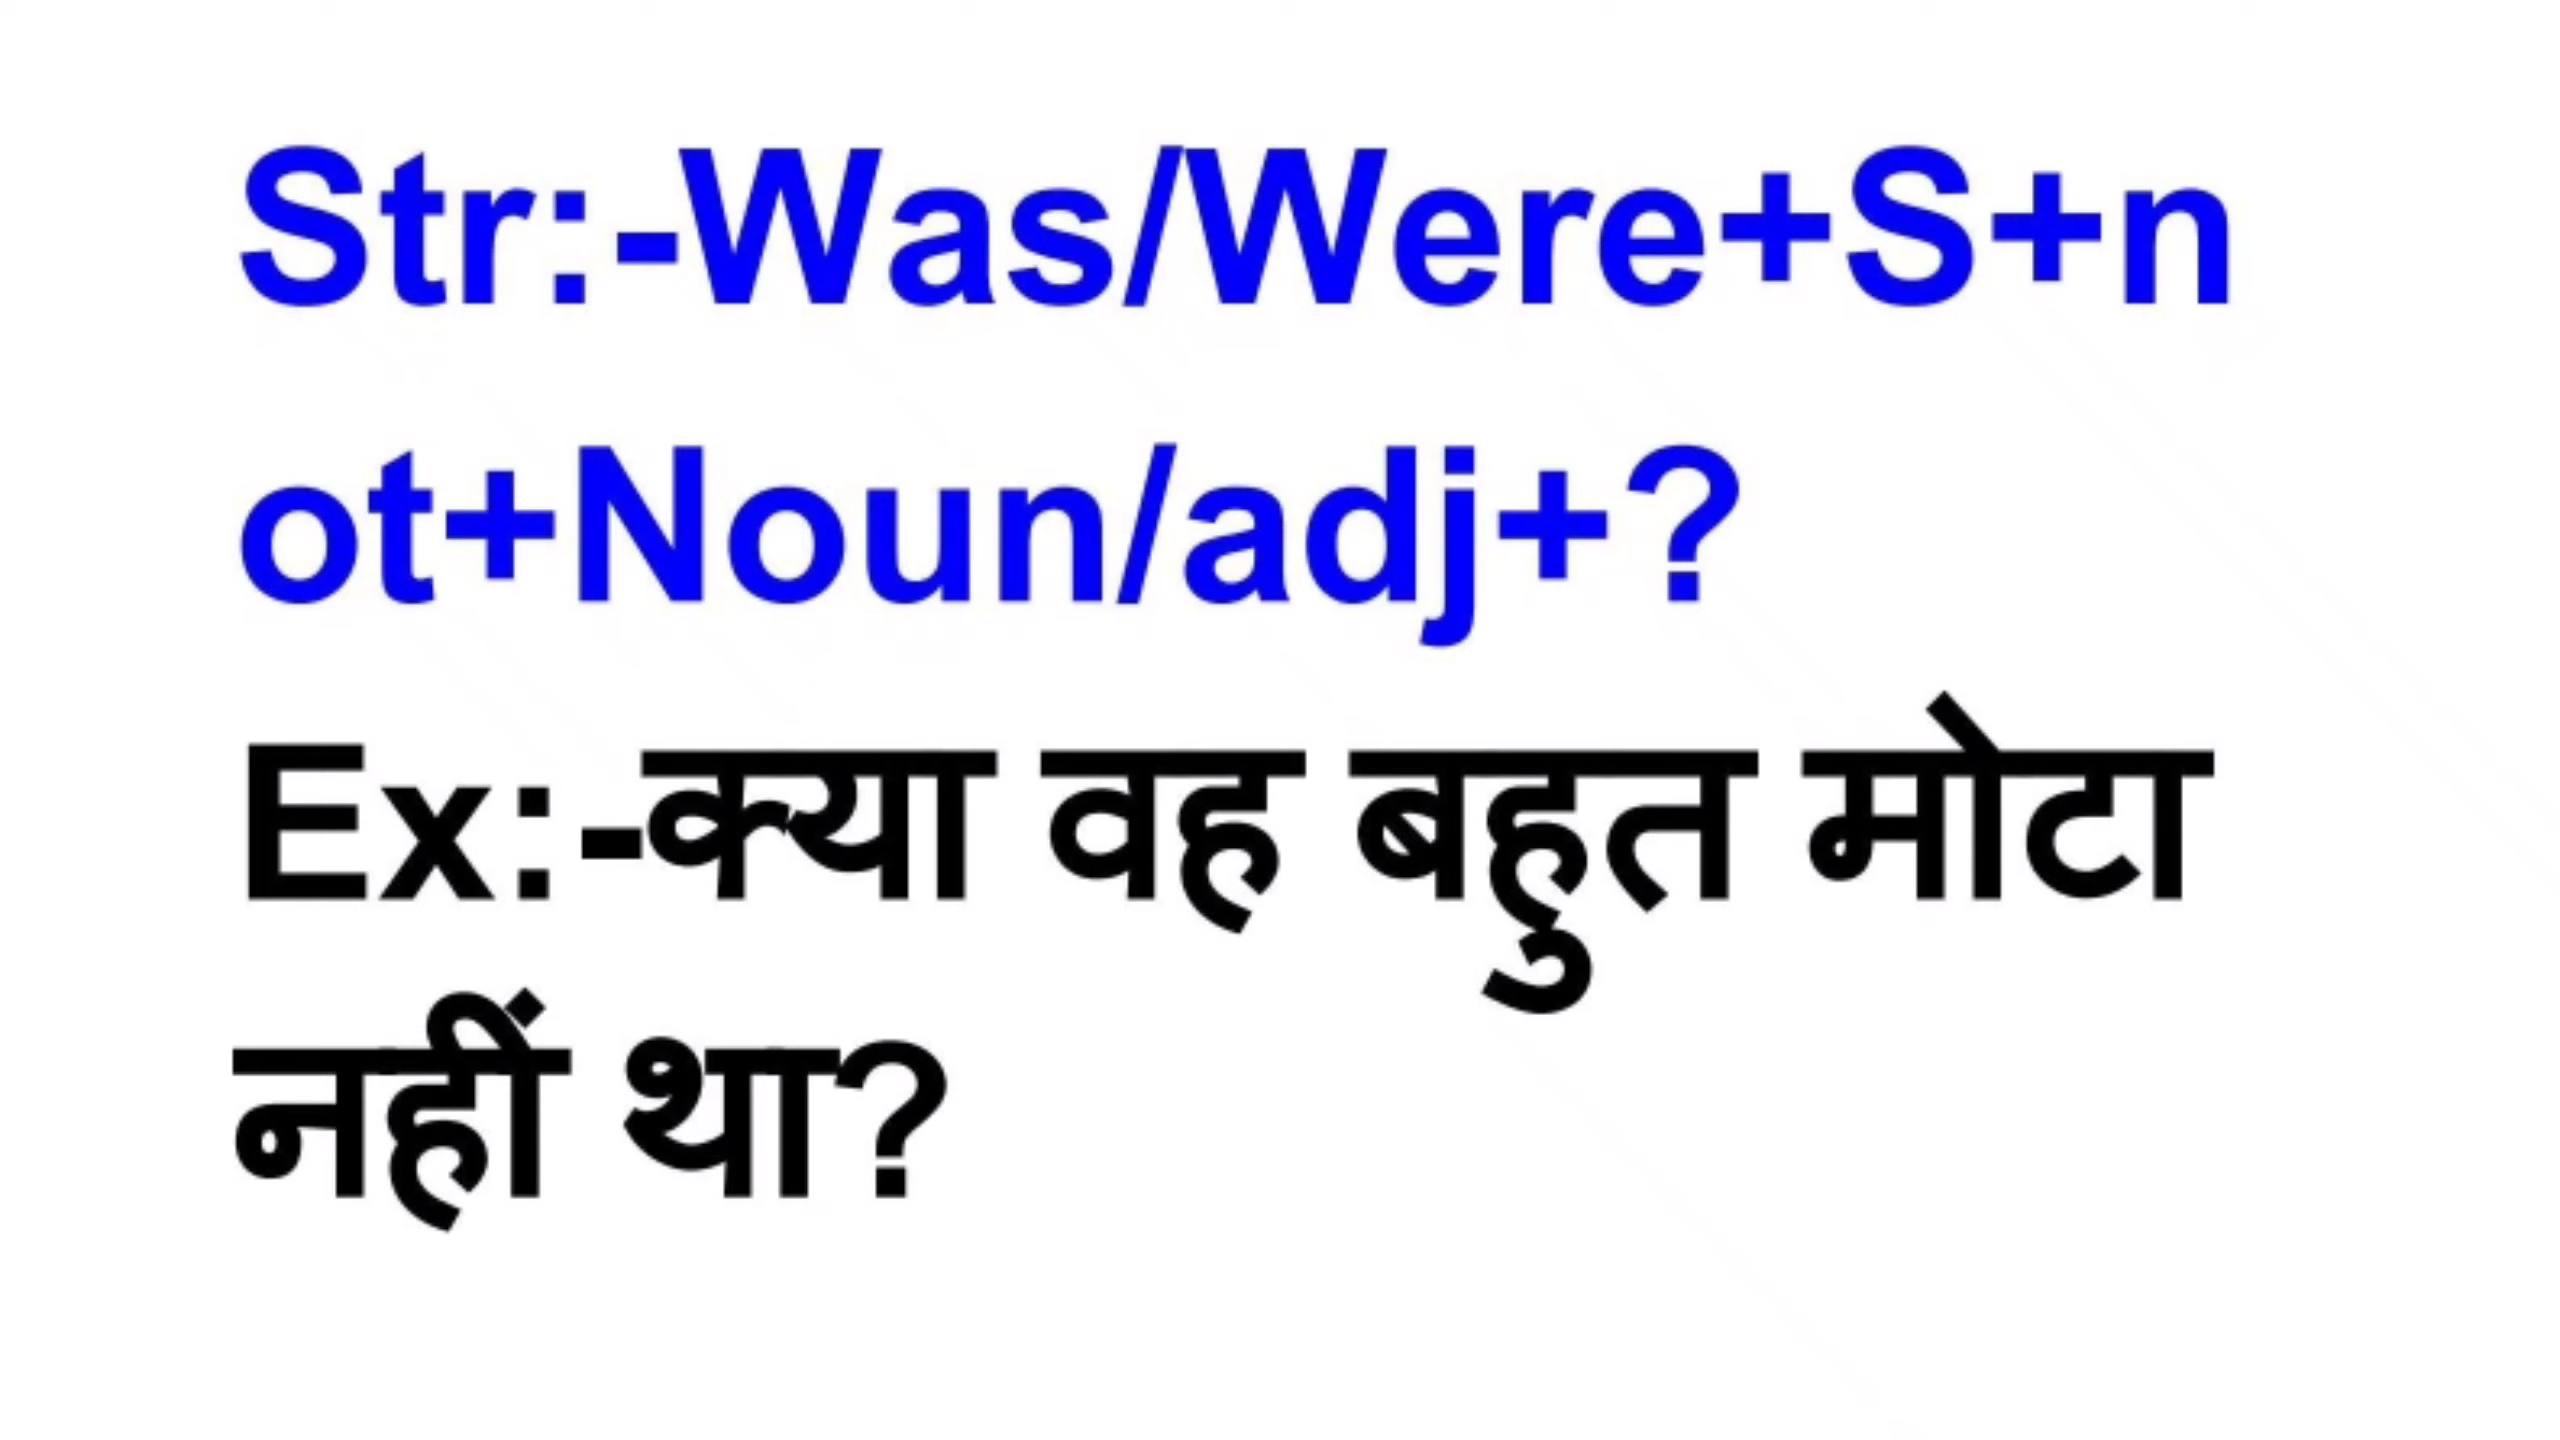 Str:-Was/Were+S+n
ot+Noun/adj+?
Ex:-क्या वह बहुत मोटा
नहीं था?